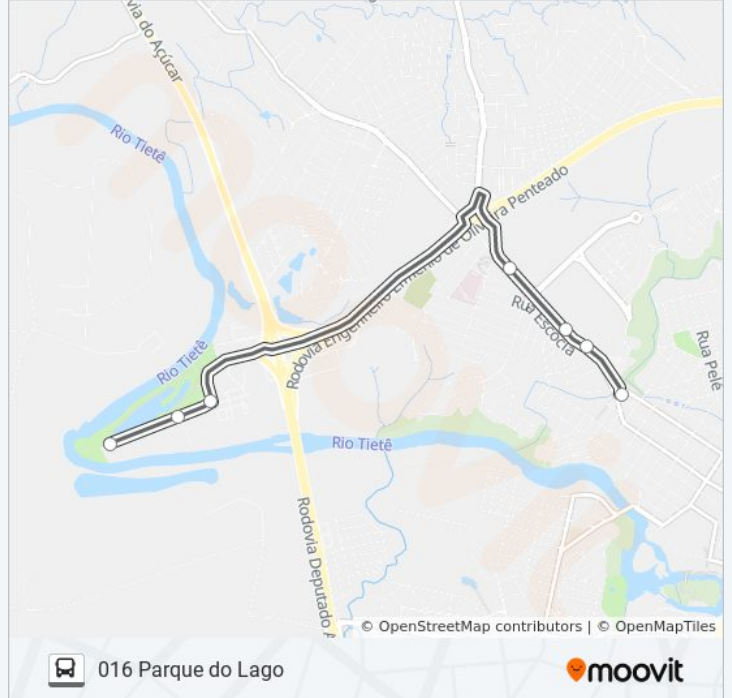 via do Açúcar
Rio Tietê
Rodovia Engenheiro Ermênio de Oliveira Penteado
Rua Escócia
Rua Pelé
Rio Tietê
Rio Tietê
Rodovia Deputado A
© OpenStreetMap contributors | © OpenMapTiles
016 Parque do Lago
moovit